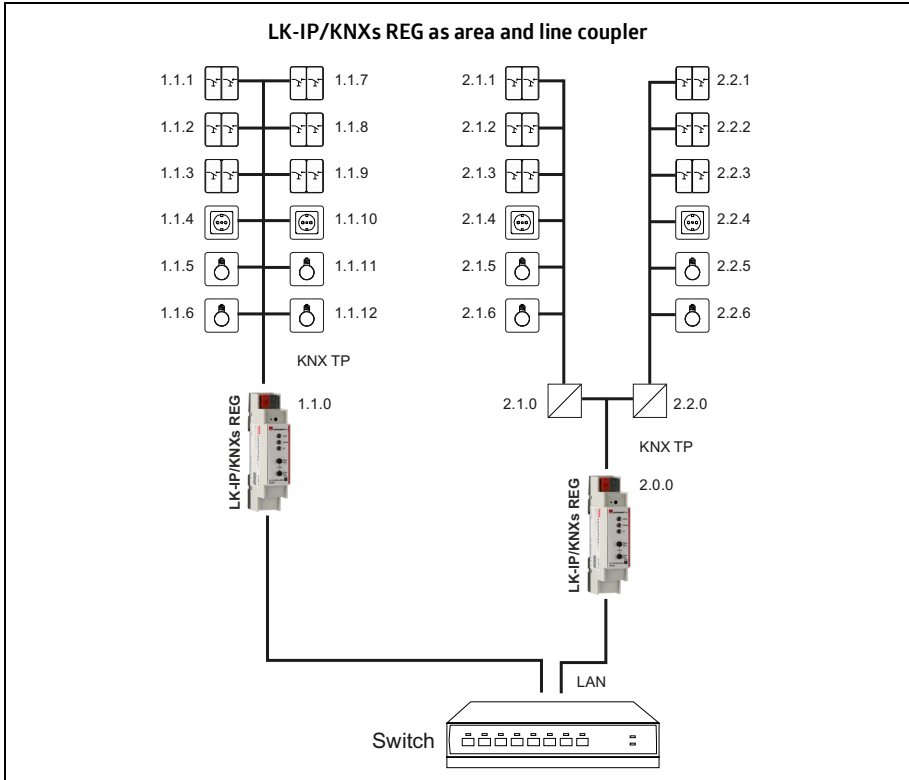 LK-IP/KNXs REG as area and line coupler
1.1.1 1.1.7 2.1.1 2.2.1
1.1.2 1.1.8 2.1.2 2.2.2
1.1.3 1.1.9 2.1.3 2.2.3
1.1.4 1.1.10 2.1.4 2.2.4
1.1.5 1.1.11 2.1.5 2.2.5
1.1.6 1.1.12 2.1.6 2.2.6
KNX TP
LK-IP/KNXs REG
1.1.0
2.1.0 2.2.0
KNX TP
LK-IP/KNXs REG
2.0.0
LAN
Switch